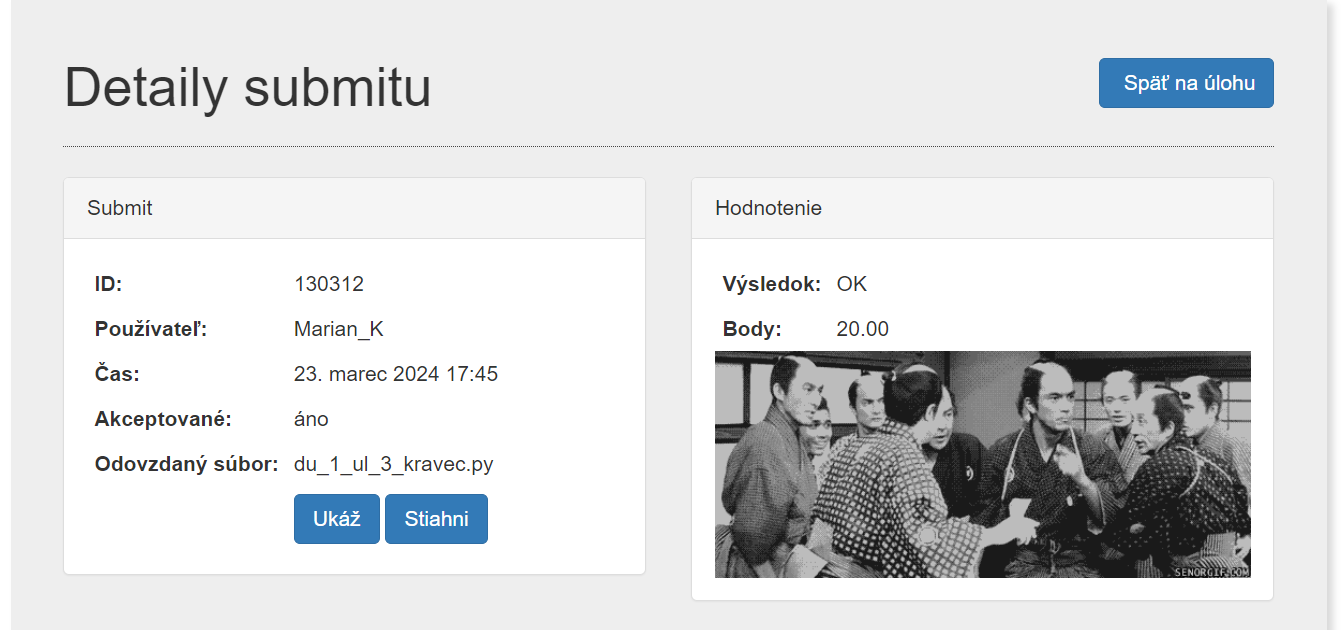 Detaily submitu
Späť na úlohu
Submit
ID: 130312
Používateľ: Marian_K
Čas: 23. marec 2024 17:45
Akceptované: áno
Odovzdaný súbor: du_1_ul_3_kravec.py
Ukáž Stiahni
Hodnotenie
Výsledok: OK
Body: 20.00
SENORGIF.COM